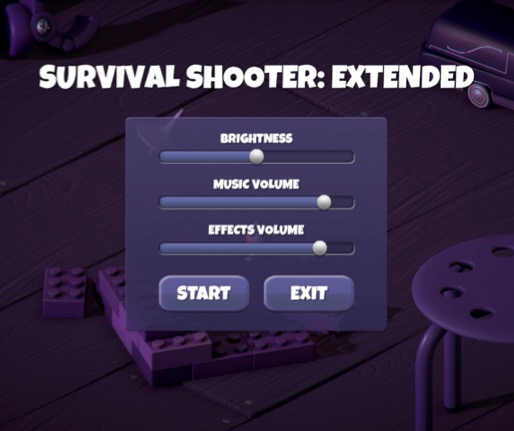 SURVIVAL SHOOTER: EXTENDED
BRIGHTNESS
MUSIC VOLUME
EFFECTS VOLUME
START EXIT